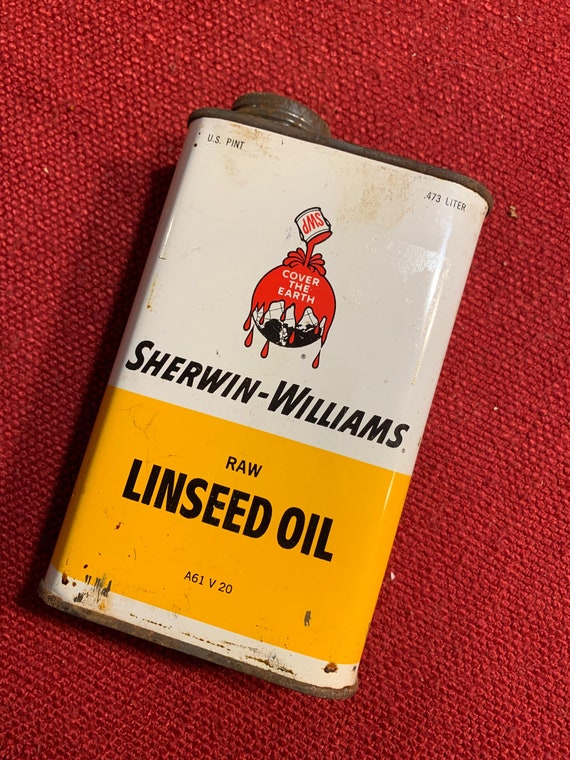 U.S. PINT
.473 LITER
SWP
COVER
THE
EARTH
®
SHERWIN-WILLIAMS
RAW
LINSEED OIL
A61 V 20